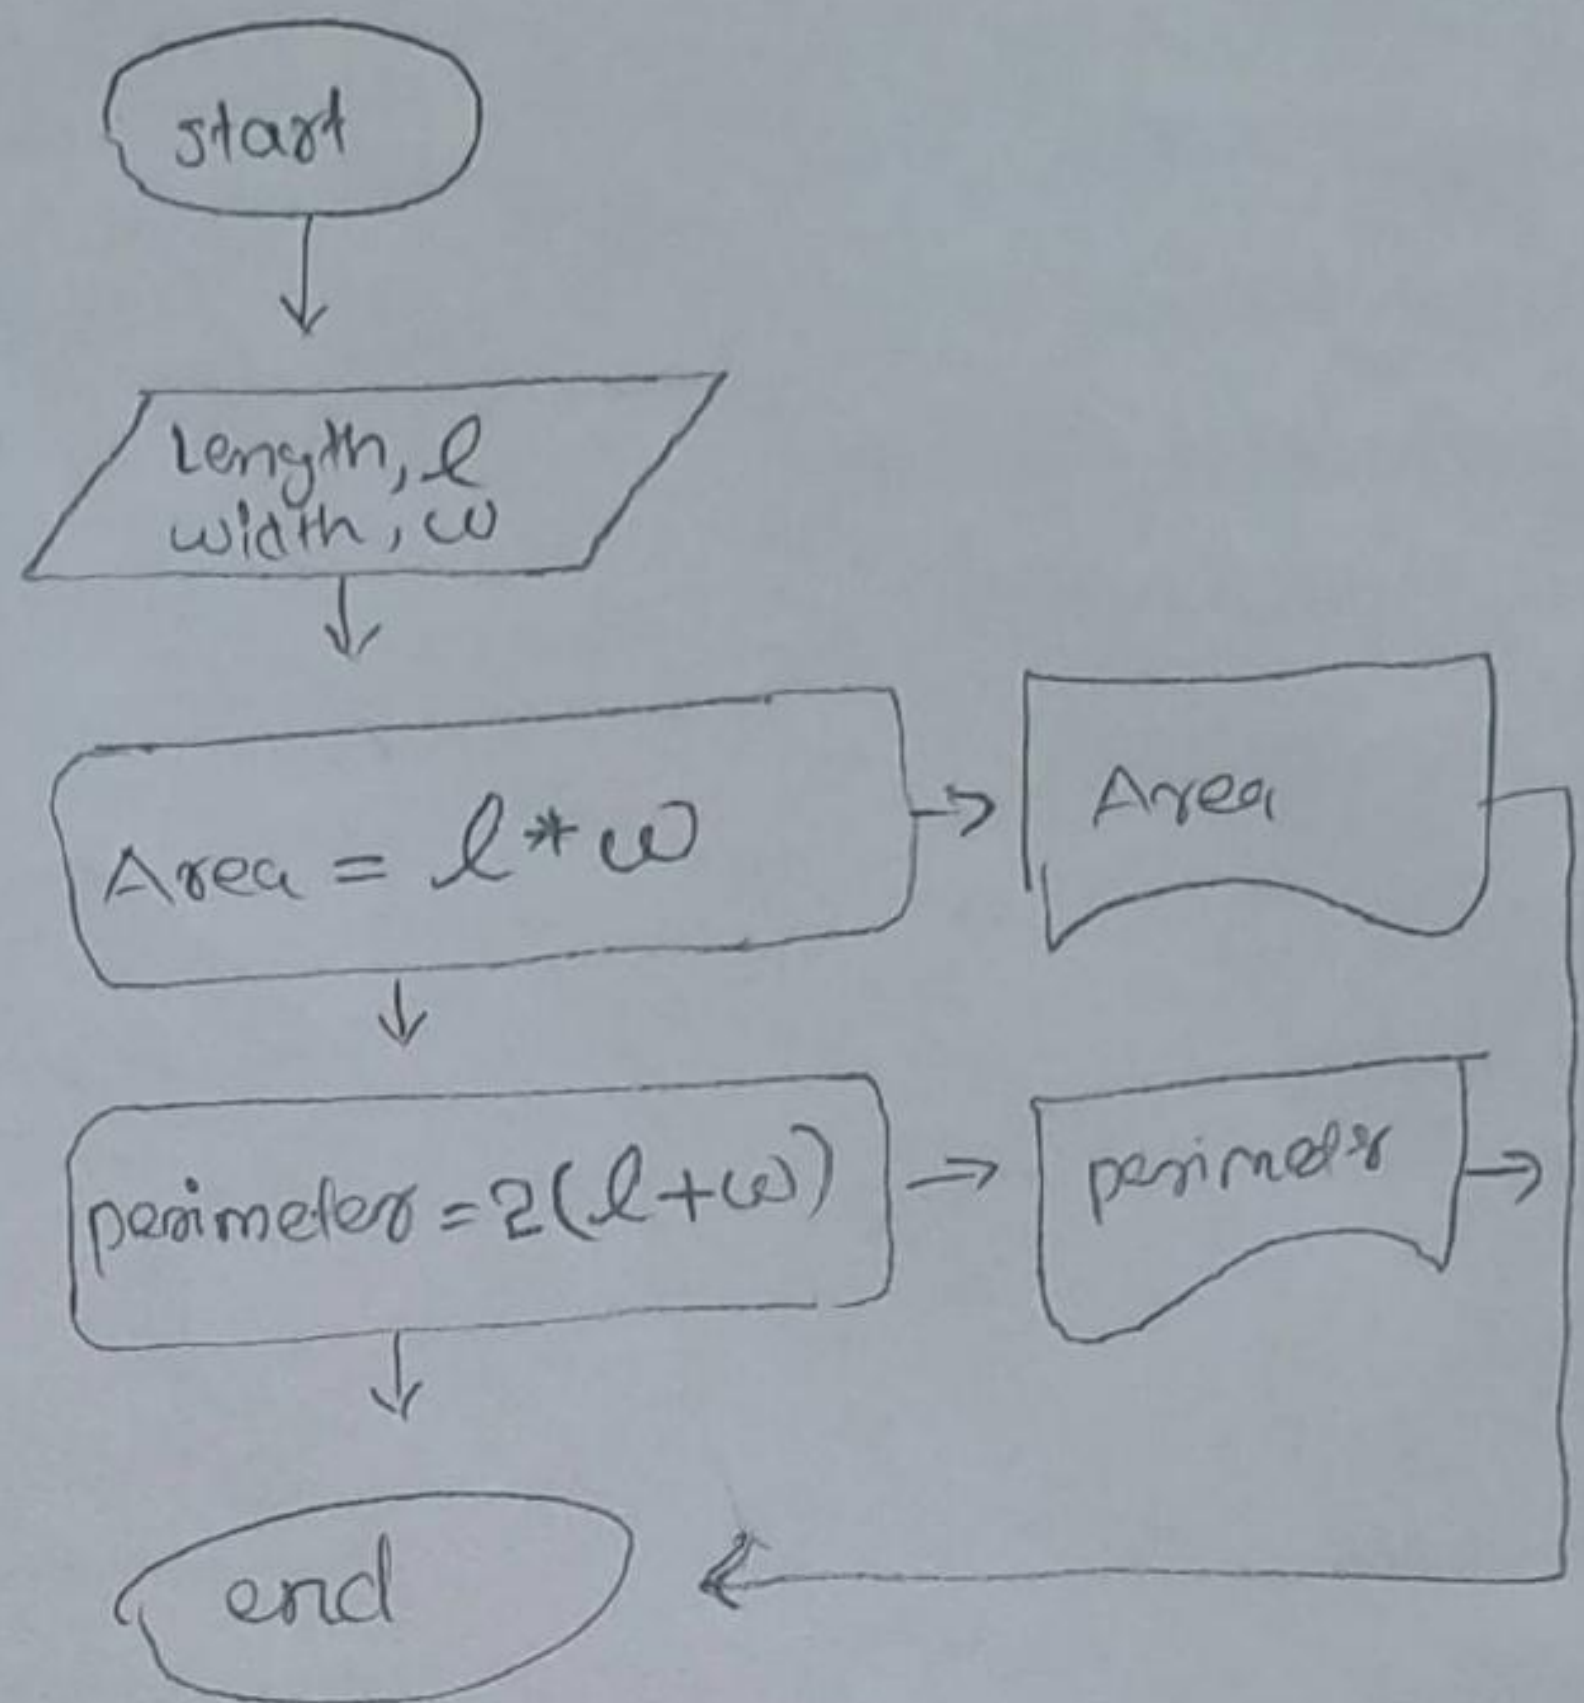 start
Length, l
width, w
Area = l * w
Area
perimeter = 2(l+w)
perimeter
end